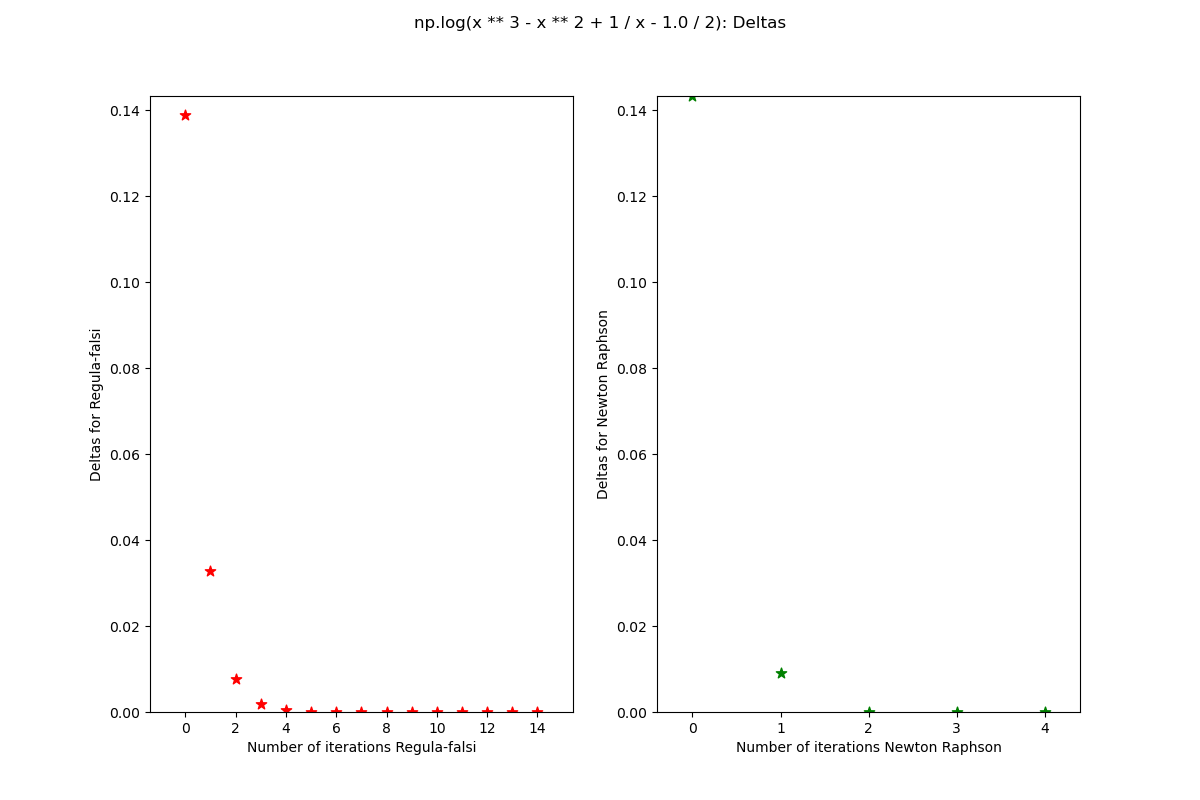 np.log(x ** 3 - x ** 2 + 1 / x - 1.0 / 2): Deltas
0.14
0.12
0.10
0.08
0.06
0.04
0.02
0.00
Deltas for Regula-falsi
0 2 4 6 8 10 12 14
Number of iterations Regula-falsi
0.14
0.12
0.10
0.08
0.06
0.04
0.02
0.00
Deltas for Newton Raphson
0 1 2 3 4
Number of iterations Newton Raphson